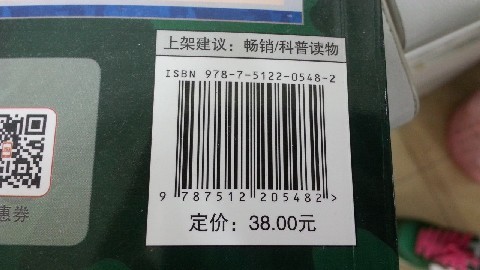 上架建议：畅销/科普读物
ISBN 978-7-5122-0548-2
9 787512 205482 >
定价：38.00元
惠券